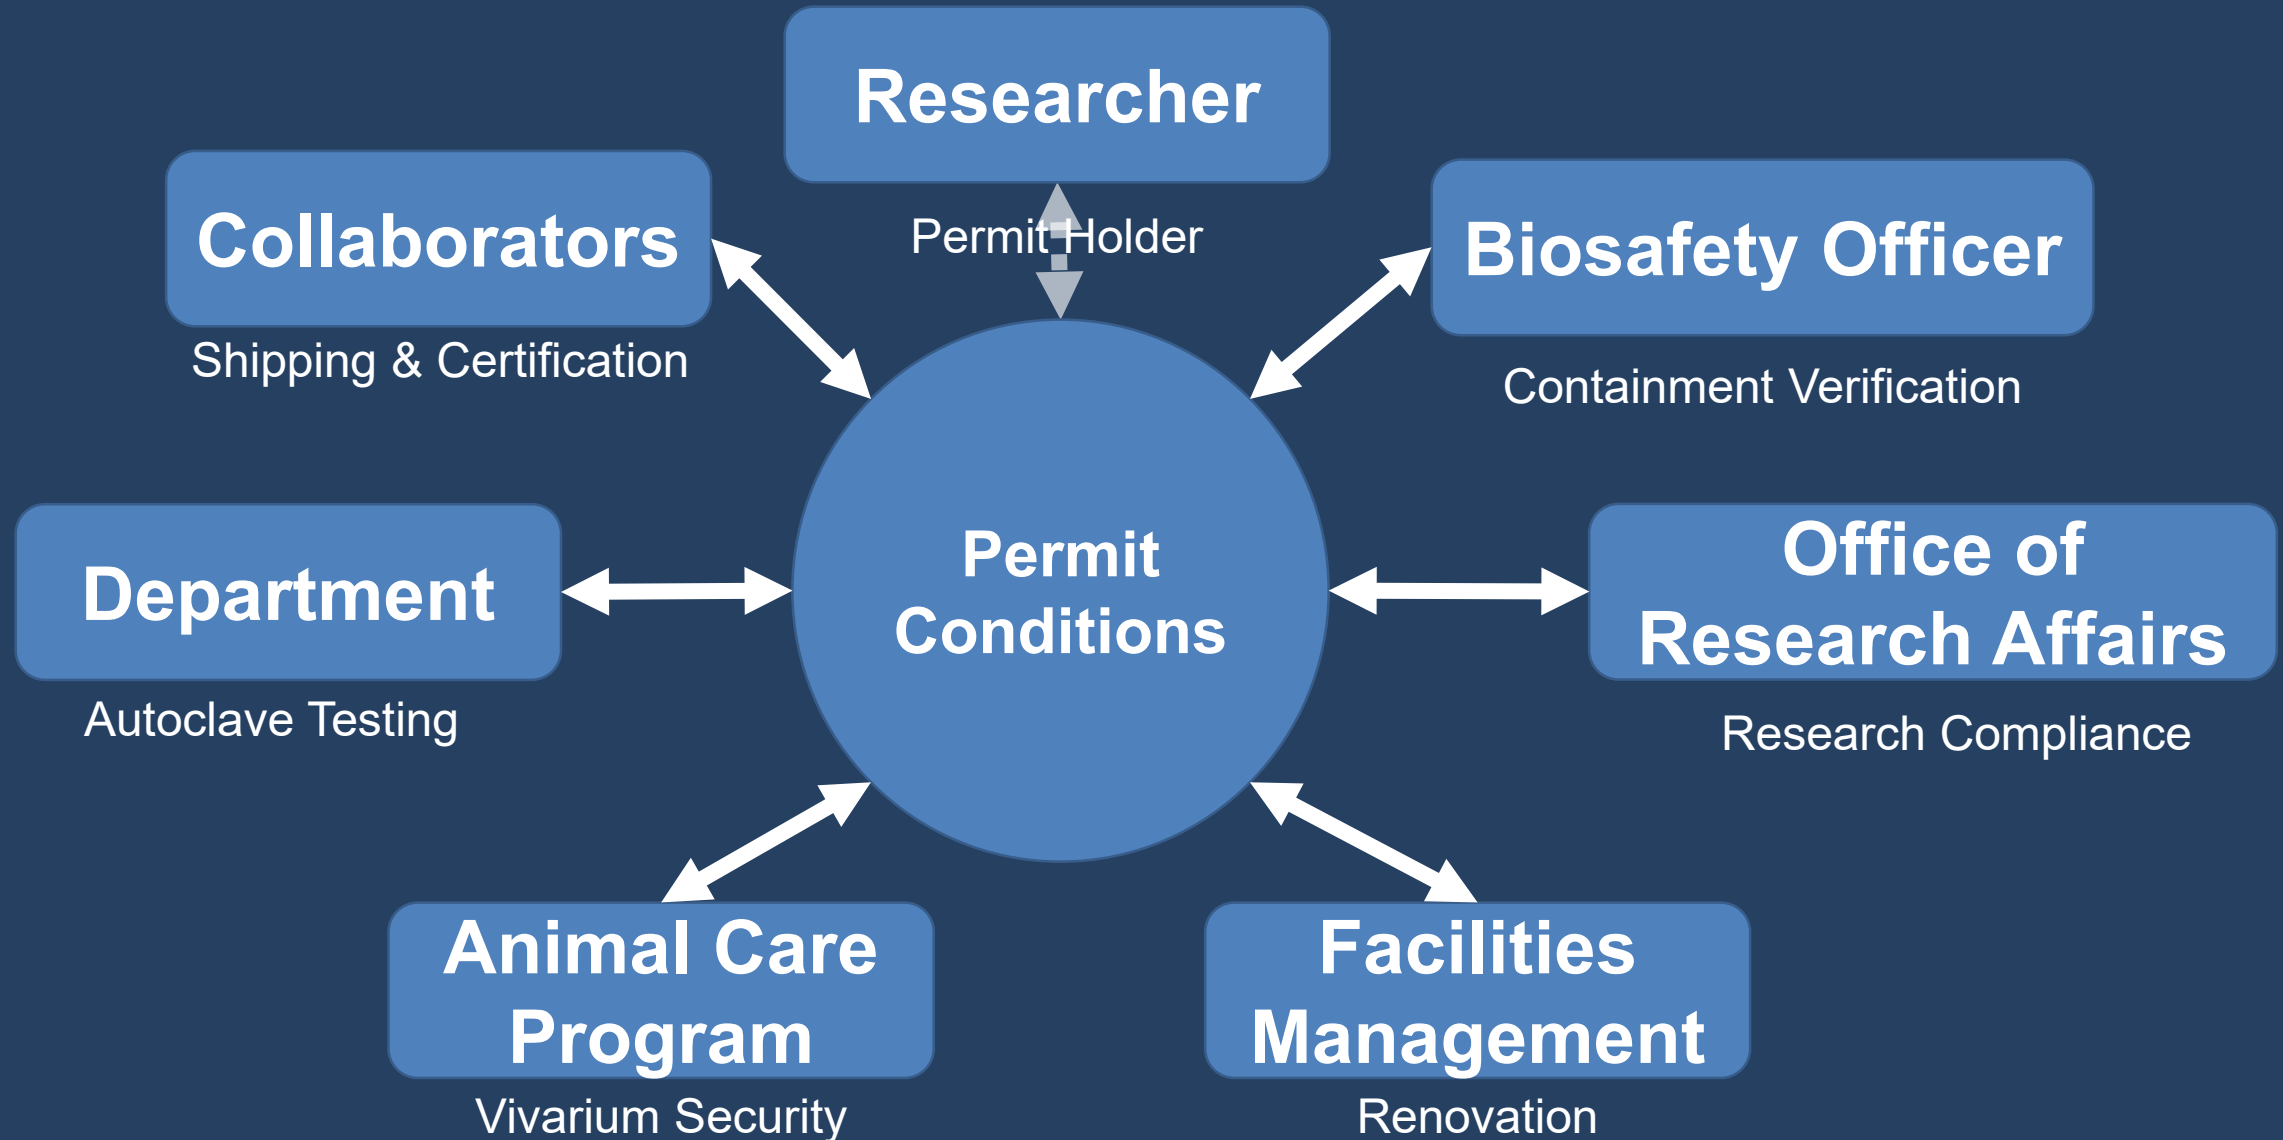 Researcher
Permit Holder
Collaborators
Shipping & Certification
Biosafety Officer
Containment Verification
Department
Autoclave Testing
Permit
Conditions
Office of
Research Affairs
Research Compliance
Animal Care
Program
Vivarium Security
Facilities
Management
Renovation